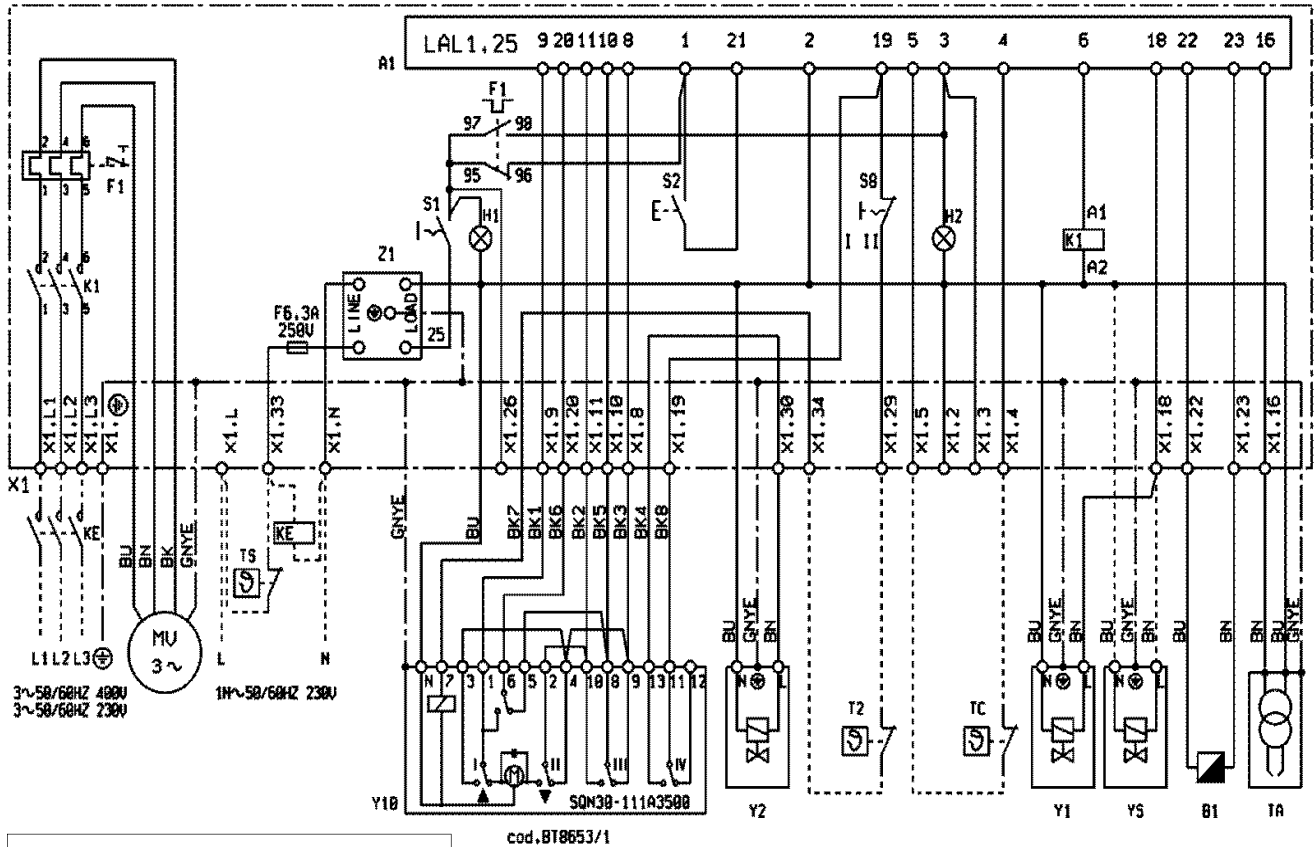 LAL1.25 9 20 11 10 8 1 21 2 19 5 3 4 6 18 22 23 16
A1
F1
97 98
2 4 6
F1
95 96
1 3 5
S1
H1
S2
S8
I II
H2
A1
K1
A2
2 4 6
K1
1 3 5
Z1
LINE
LOAD
25
F6.3A
250V
X1.L1
X1.L2
X1.L3
X1.
X1.L
X1.33
X1.N
X1.26
X1.9
X1.20
X1.11
X1.10
X1.8
X1.19
X1.30
X1.34
X1.29
X1.5
X1.2
X1.3
X1.4
X1.18
X1.22
X1.23
X1.16
X1
KE
BU
BN
BK
GNYE
TS
KE
GNYE
BU
BK7
BK1
BK6
BK2
BK5
BK3
BK4
BK8
BU
GNYE
BN
BU
GNYE
BN
BU
GNYE
BN
BN
BN
BU
MV
3~
L1 L2 L3
L
N
3~50/60HZ 400V
3~50/60HZ 230V
1N~50/60HZ 230V
N 7 3 1 6 5 2 4 10 8 9 13 11 12
I M II III IV
SQN30-111A3500
Y10
N L
Y2
T2
TC
N L
Y1
N L
YS
B1
TA
cod.BT8653/1